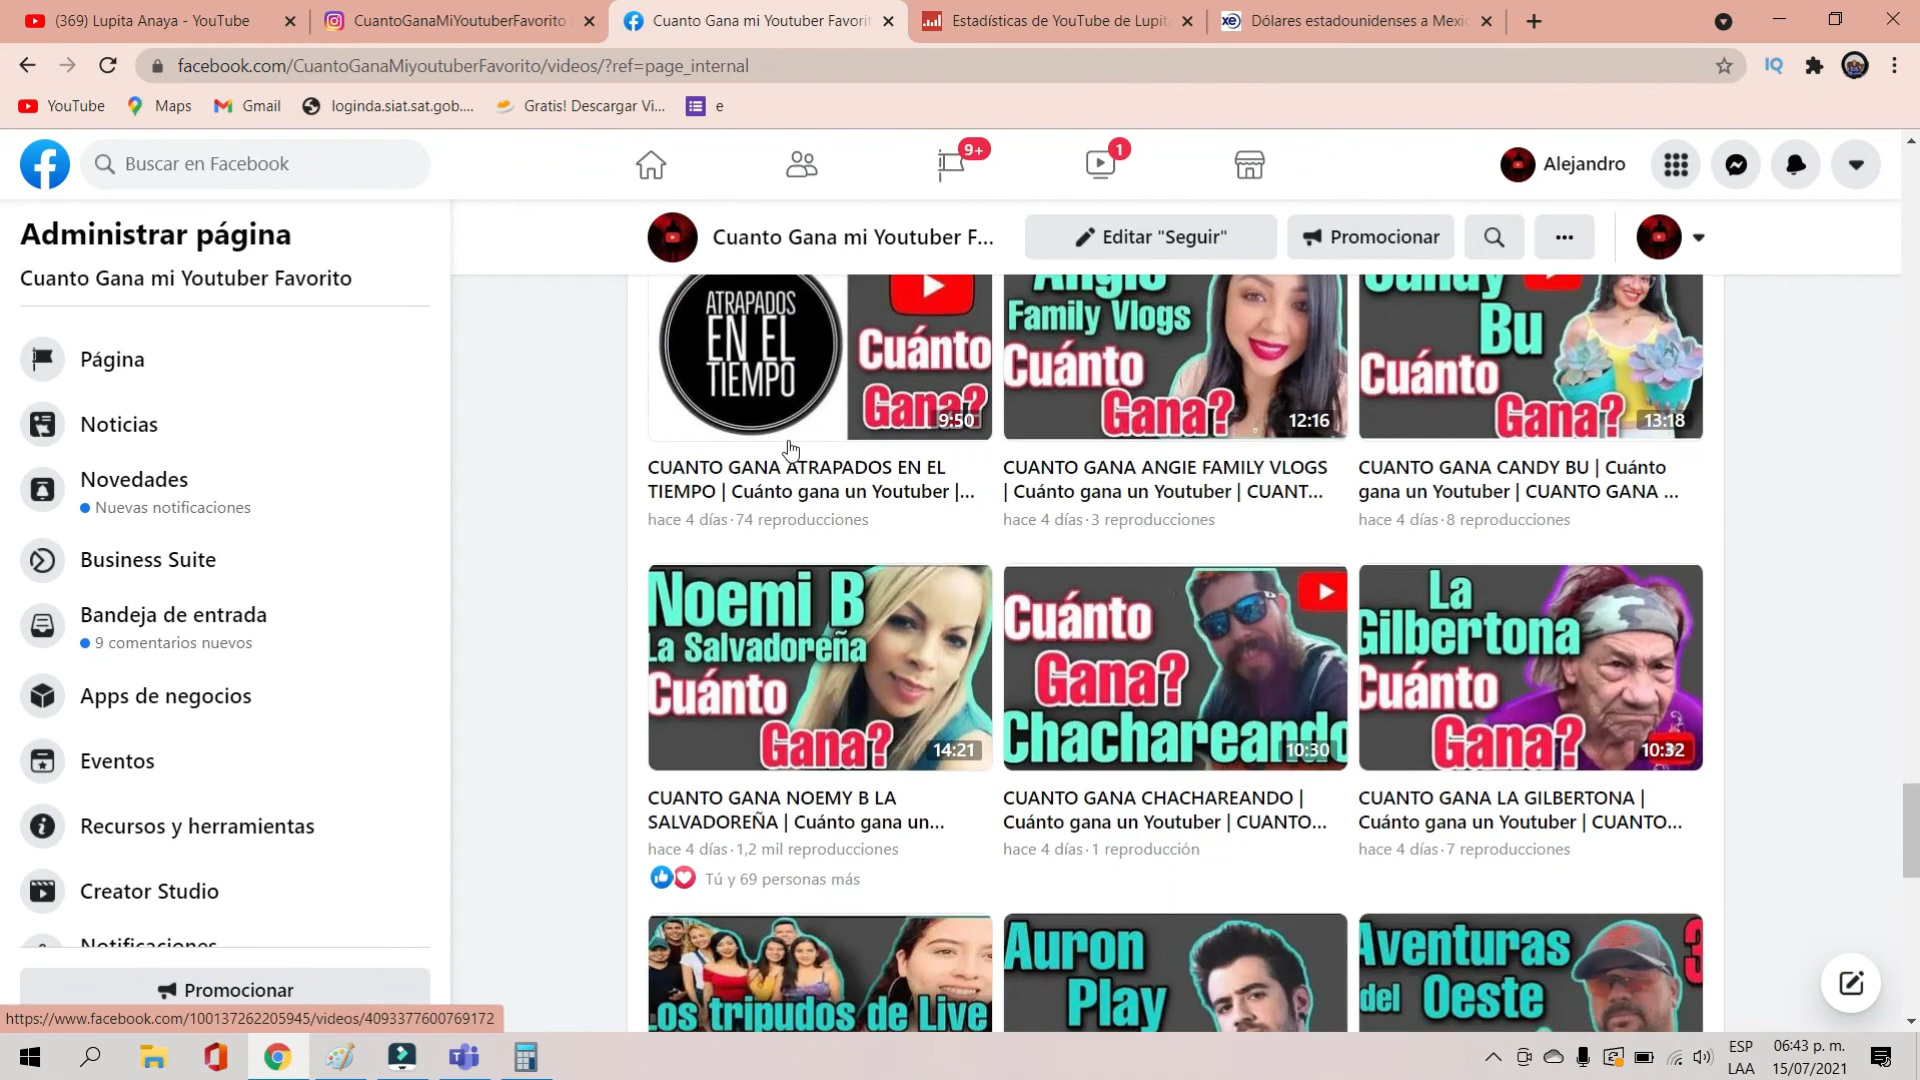 (369) Lupita Anaya - YouTube
CuantoGanaMiYoutuberFavorito
Cuanto Gana mi Youtuber Favorit
Estadísticas de YouTube de Lupit
Dólares estadounidenses a Mexic
facebook.com/CuantoGanaMiyoutuberFavorito/videos/?ref=page_internal
IQ
YouTube
Maps
Gmail
loginda.siat.sat.gob....
Gratis! Descargar Vi...
e
Buscar en Facebook
9+
1
Alejandro
Administrar página
Cuanto Gana mi Youtuber Favorito
Página
Noticias
Novedades
Nuevas notificaciones
Business Suite
Bandeja de entrada
9 comentarios nuevos
Apps de negocios
Eventos
Recursos y herramientas
Creator Studio
Notificaciones
Promocionar
https://www.facebook.com/100137262205945/videos/4093377600769172
Cuanto Gana mi Youtuber F...
Editar "Seguir"
Promocionar
...
ATRAPADOS
EN EL
TIEMPO
Cuánto
Gana?
9:50
CUANTO GANA ATRAPADOS EN EL
TIEMPO | Cuánto gana un Youtuber |...
hace 4 días · 74 reproducciones
Angie
Family Vlogs
Cuánto
Gana?
12:16
CUANTO GANA ANGIE FAMILY VLOGS
| Cuánto gana un Youtuber | CUANT...
hace 4 días · 3 reproducciones
Candy
Bu
Cuánto
Gana?
13:18
CUANTO GANA CANDY BU | Cuánto
gana un Youtuber | CUANTO GANA ...
hace 4 días · 8 reproducciones
Noemi B
La Salvadoreña
Cuánto
Gana?
14:21
CUANTO GANA NOEMY B LA
SALVADOREÑA | Cuánto gana un...
hace 4 días · 1,2 mil reproducciones
Tú y 69 personas más
Cuánto
Gana?
Chachareando
10:30
CUANTO GANA CHACHAREANDO |
Cuánto gana un Youtuber | CUANTO...
hace 4 días · 1 reproducción
La
Gilbertona
Cuánto
Gana?
10:32
CUANTO GANA LA GILBERTONA |
Cuánto gana un Youtuber | CUANTO...
hace 4 días · 7 reproducciones
Los tripudos de Live
Auron
Play
Aventuras
del Oeste
3
ESP
LAA
06:43 p. m.
15/07/2021